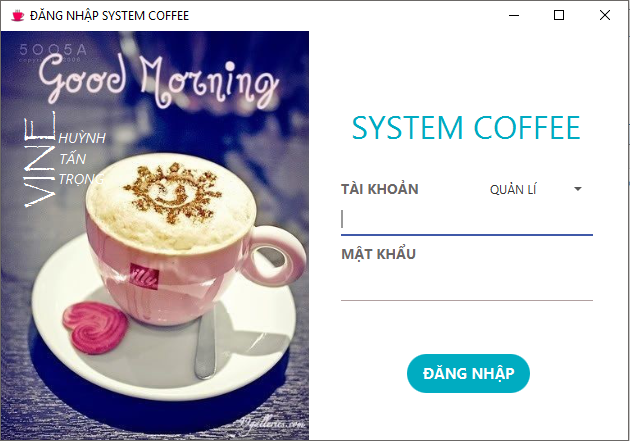 ĐĂNG NHẬP SYSTEM COFFEE
5005A
Good Morning
VINE
HUỲNH
TẤN
TRỌNG
illy
SYSTEM COFFEE
TÀI KHOẢN
QUẢN LÍ
MẬT KHẨU
ĐĂNG NHẬP